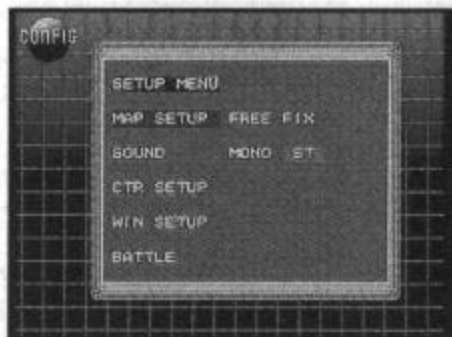 CONFIG
SETUP MENU
MAP SETUP FREE FIX
SOUND MONO ST
CTR SETUP
WIN SETUP
BATTLE